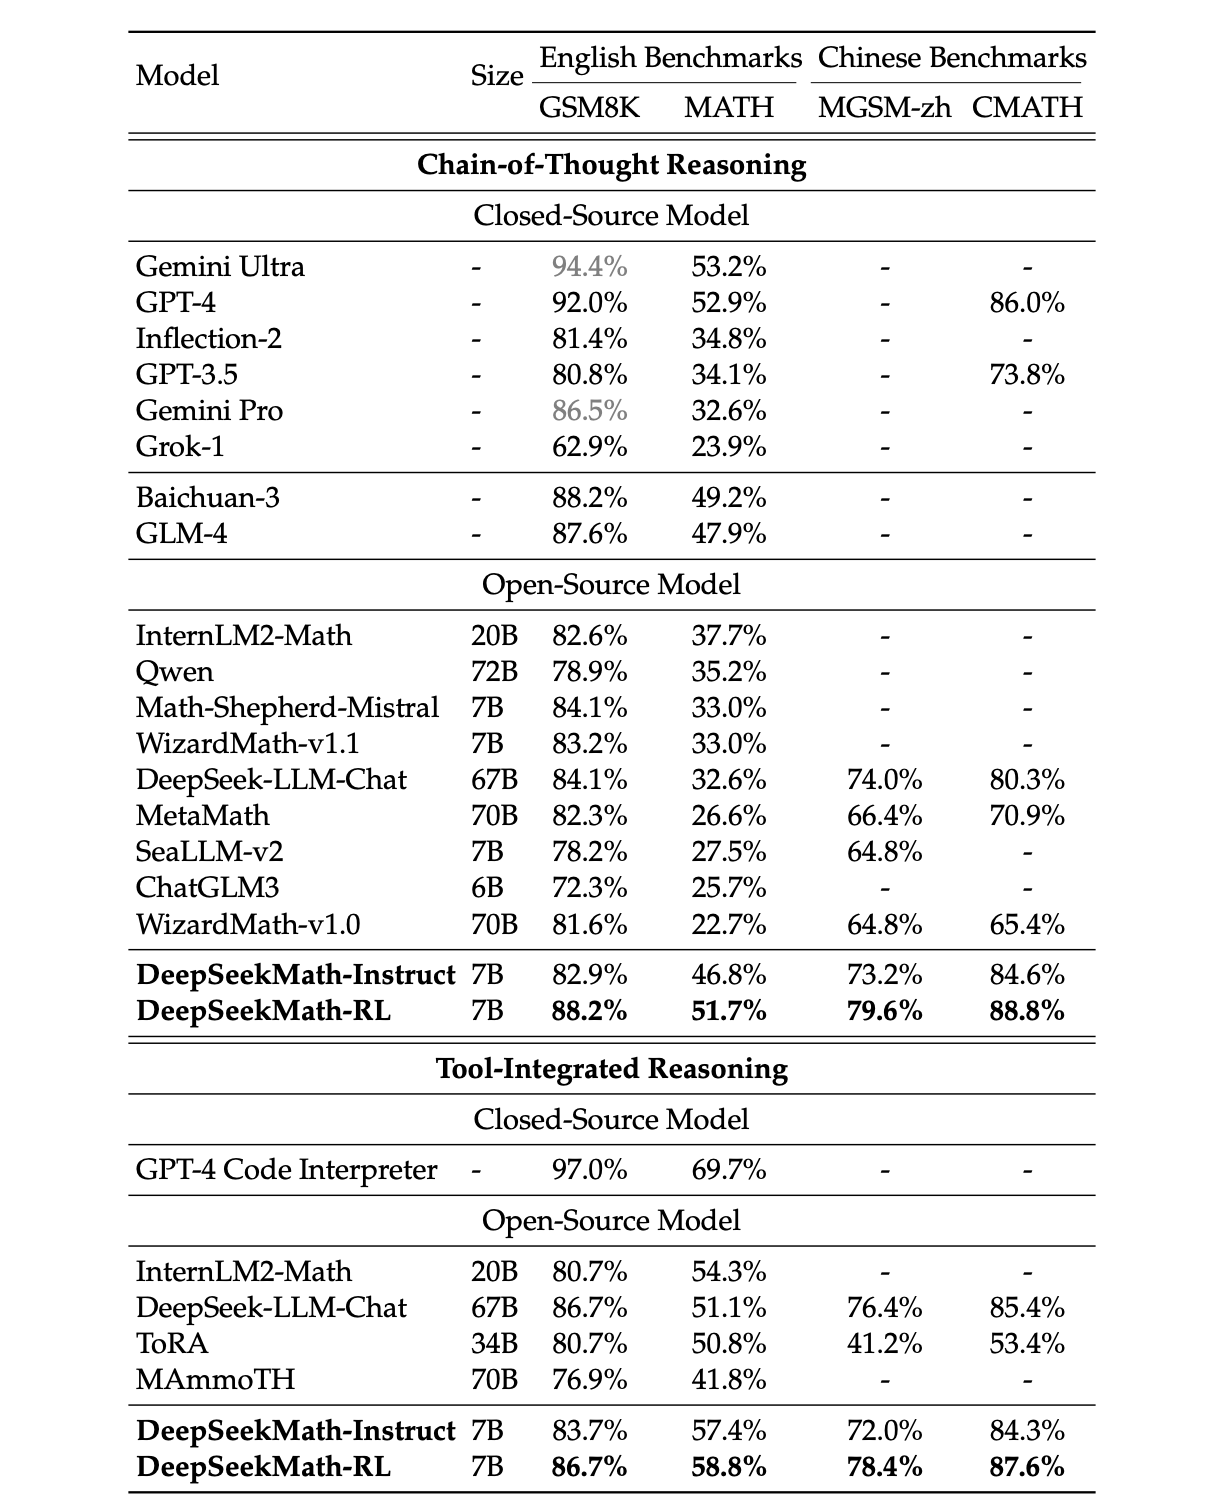 Model Size English Benchmarks Chinese Benchmarks
GSM8K MATH MGSM-zh CMATH
Chain-of-Thought Reasoning
Closed-Source Model
Gemini Ultra - 94.4% 53.2% - -
GPT-4 - 92.0% 52.9% - 86.0%
Inflection-2 - 81.4% 34.8% - -
GPT-3.5 - 80.8% 34.1% - 73.8%
Gemini Pro - 86.5% 32.6% - -
Grok-1 - 62.9% 23.9% - -
Baichuan-3 - 88.2% 49.2% - -
GLM-4 - 87.6% 47.9% - -
Open-Source Model
InternLM2-Math 20B 82.6% 37.7% - -
Qwen 72B 78.9% 35.2% - -
Math-Shepherd-Mistral 7B 84.1% 33.0% - -
WizardMath-v1.1 7B 83.2% 33.0% - -
DeepSeek-LLM-Chat 67B 84.1% 32.6% 74.0% 80.3%
MetaMath 70B 82.3% 26.6% 66.4% 70.9%
SeaLLM-v2 7B 78.2% 27.5% 64.8% -
ChatGLM3 6B 72.3% 25.7% - -
WizardMath-v1.0 70B 81.6% 22.7% 64.8% 65.4%
DeepSeekMath-Instruct 7B 82.9% 46.8% 73.2% 84.6%
DeepSeekMath-RL 7B 88.2% 51.7% 79.6% 88.8%
Tool-Integrated Reasoning
Closed-Source Model
GPT-4 Code Interpreter - 97.0% 69.7% - -
Open-Source Model
InternLM2-Math 20B 80.7% 54.3% - -
DeepSeek-LLM-Chat 67B 86.7% 51.1% 76.4% 85.4%
ToRA 34B 80.7% 50.8% 41.2% 53.4%
MAmmoTH 70B 76.9% 41.8% - -
DeepSeekMath-Instruct 7B 83.7% 57.4% 72.0% 84.3%
DeepSeekMath-RL 7B 86.7% 58.8% 78.4% 87.6%